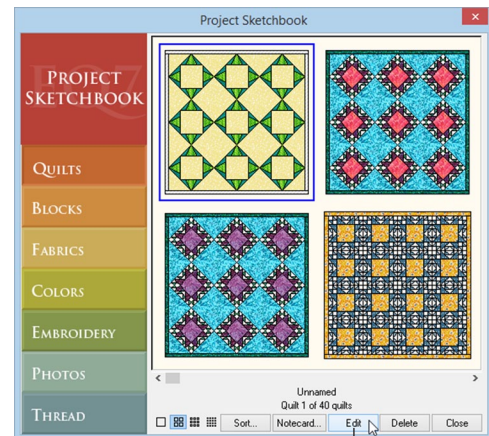 Project Sketchbook
PROJECT
SKETCHBOOK
QUILTS
BLOCKS
FABRICS
COLORS
EMBROIDERY
PHOTOS
THREAD
Unnamed
Quilt 1 of 40 quilts
Sort...
Notecard...
Edit
Delete
Close